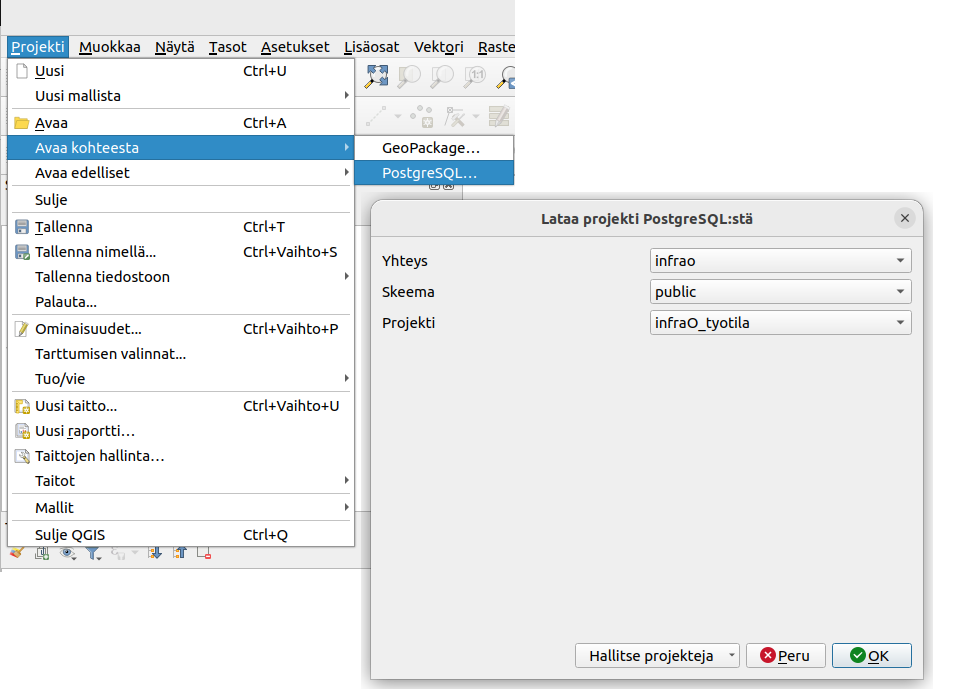 Projekti Muokkaa Näytä Tasot Asetukset Lisäosat Vektori Raste
Uusi Ctrl+U
Uusi mallista
Avaa Ctrl+A
Avaa kohteesta
GeoPackage…
Avaa edelliset
PostgreSQL…
Sulje
Tallenna Ctrl+T
Tallenna nimellä… Ctrl+Vaihto+S
Tallenna tiedostoon
Palauta…
Ominaisuudet… Ctrl+Vaihto+P
Tarttumisen valinnat…
Tuo/vie
Uusi taitto… Ctrl+Vaihto+U
Uusi raportti…
Taittojen hallinta…
Taitot
Mallit
Sulje QGIS Ctrl+Q
Lataa projekti PostgreSQL:stä
Yhteys infrao
Skeema public
Projekti infraO_tyotila
Hallitse projekteja Peru OK